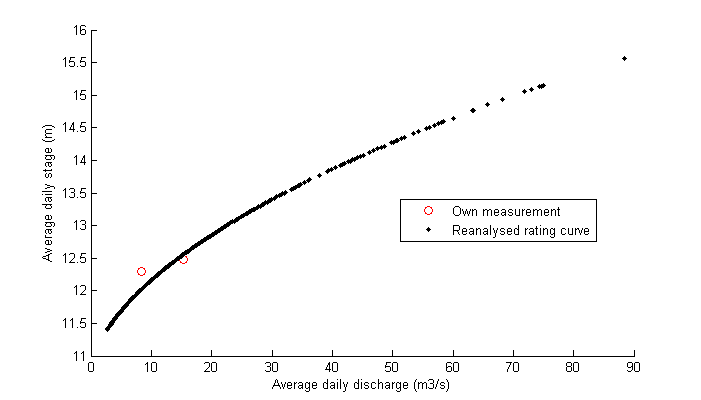 16
15.5
15
14.5
14
13.5
13
12.5
12
11.5
11
Average daily stage (m)
Own measurement
Reanalysed rating curve
0 10 20 30 40 50 60 70 80 90
Average daily discharge (m3/s)